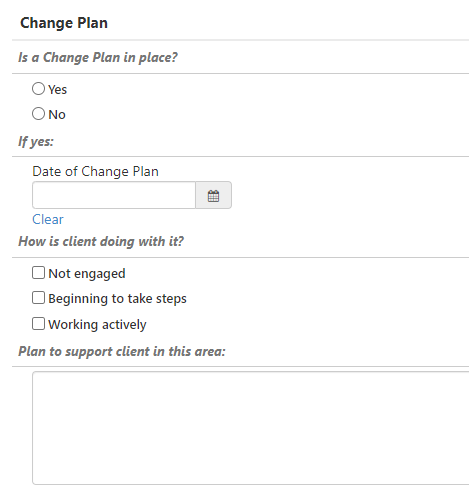 Change Plan
Is a Change Plan in place?
Yes
No
If yes:
Date of Change Plan
Clear
How is client doing with it?
Not engaged
Beginning to take steps
Working actively
Plan to support client in this area: